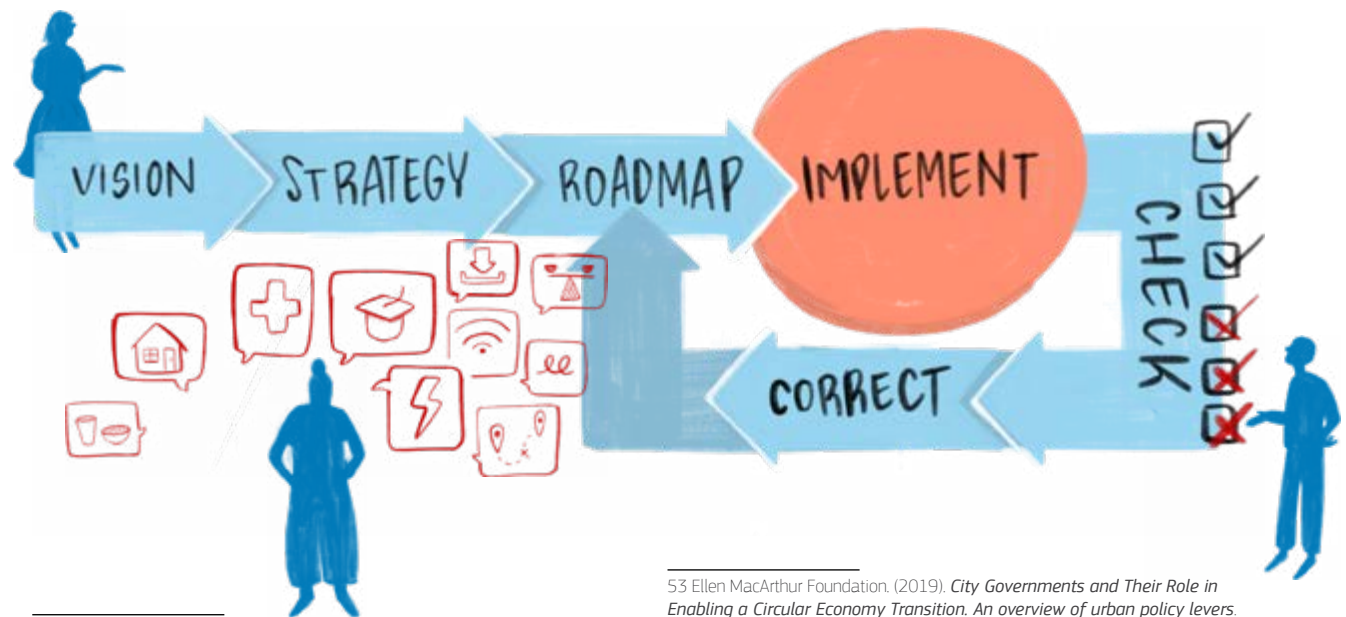 VISION
STRATEGY
ROADMAP
IMPLEMENT
CHECK
CORRECT
53 Ellen MacArthur Foundation. (2019). City Governments and Their Role in
Enabling a Circular Economy Transition. An overview of urban policy levers.